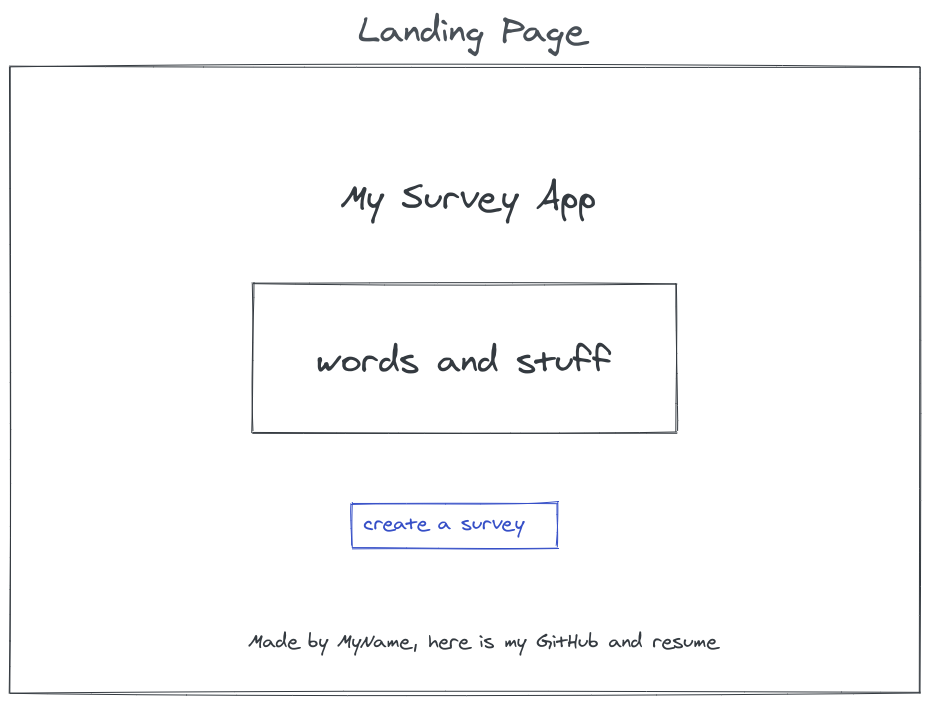 Landing Page
My Survey App
words and stuff
create a survey
Made by MyName, here is my GitHub and resume